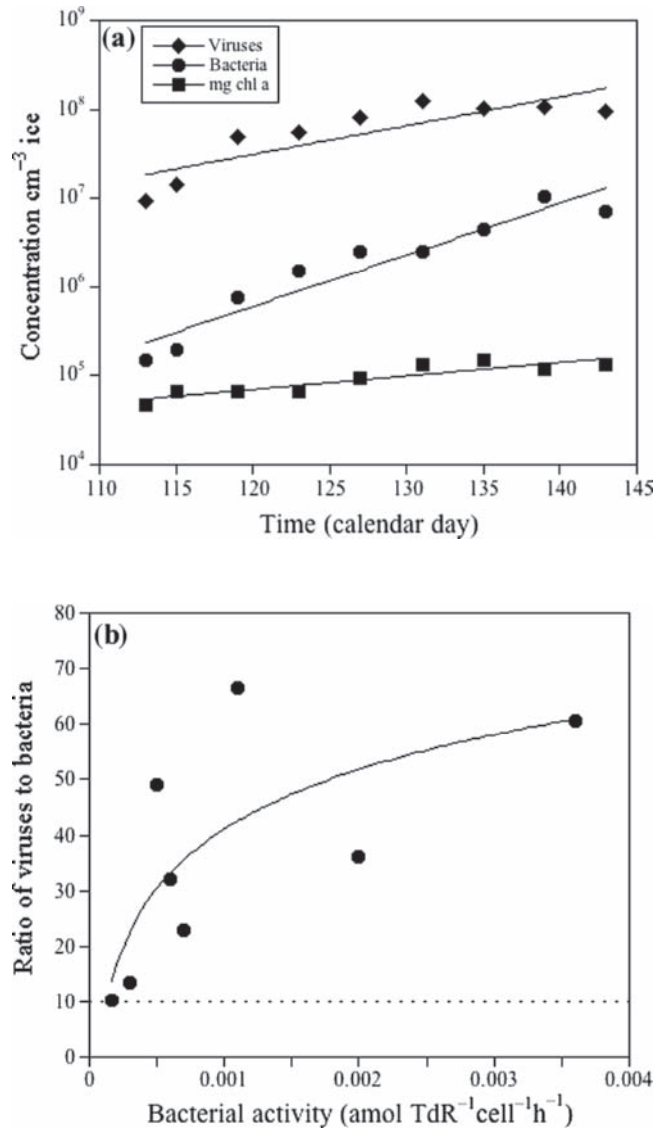 (a)
Viruses
Bacteria
mg chl a
Concentration cm⁻³ ice
10⁹
10⁸
10⁷
10⁶
10⁵
10⁴
110 115 120 125 130 135 140 145
Time (calendar day)
(b)
Ratio of viruses to bacteria
80
70
60
50
40
30
20
10
0
0 0.001 0.002 0.003 0.004
Bacterial activity (amol TdR⁻¹cell⁻¹h⁻¹)